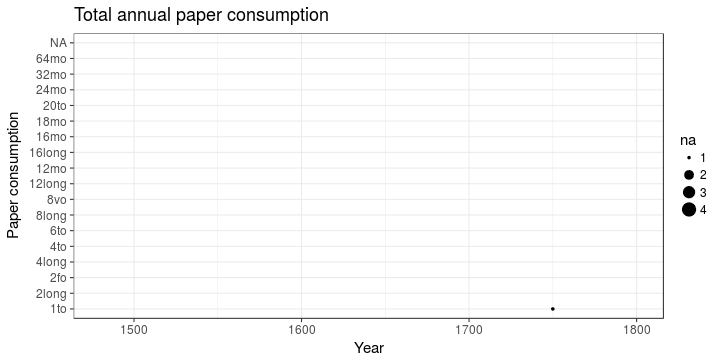 Total annual paper consumption
Paper consumption
NA
64mo
32mo
24mo
20to
18mo
16mo
16long
12mo
12long
8vo
8long
6to
4to
4long
2fo
2long
1to
1500 1600 1700 1800
Year
na
1
2
3
4